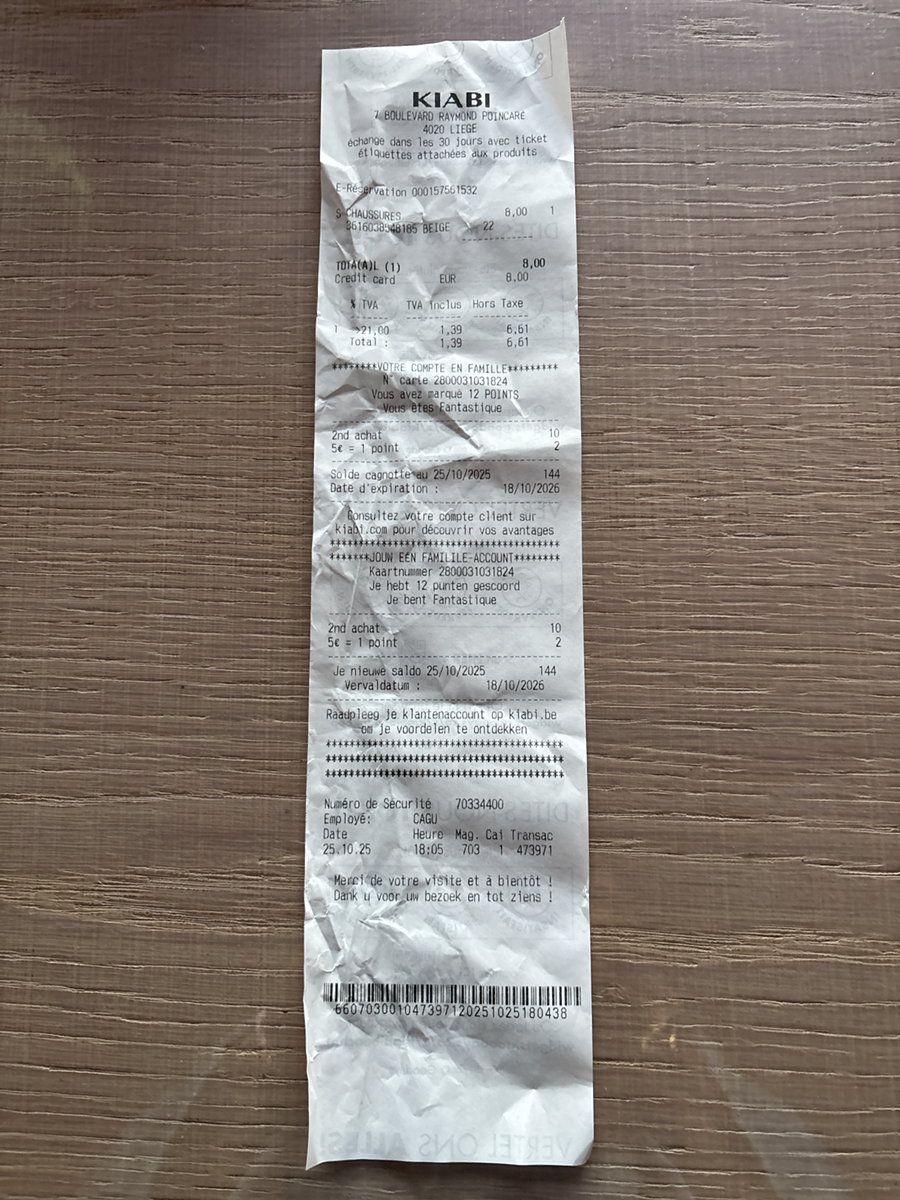 KIABI
7 BOULEVARD RAYMOND POINCARE
4020 LIEGE
échange dans les 30 jours avec ticket
étiquettes attachées aux produits
E-Réservation 000157561532
S CHAUSSURES 8,00 1
3616038948185 BEIGE 22
TOTA(A)L (1) 8,00
Credit card EUR 8.00
% TVA TVA inclus Hors Taxe
1 >21,00 1,39 6,61
Total : 1,39 6,61
********VOTRE COMPTE EN FAMILLE*********
N° carte 2800031031824
Vous avez marqué 12 POINTS
Vous êtes Fantastique
2nd achat 10
5€ = 1 point 2
Solde cagnotte au 25/10/2025 144
Date d'expiration : 18/10/2026
Consultez votre compte client sur
kiabi.com pour découvrir vos avantages
****************************************
*******JOUW EEN FAMILILE-ACCOUNT********
Kaartnummer 2800031031824
Je hebt 12 punten gescoord
Je bent Fantastique
2nd achat 10
5€ = 1 point 2
Je nieuwe saldo 25/10/2025 144
Vervaldatum : 18/10/2026
Raadpleeg je klantenaccount op kiabi.be
om je voordelen te ontdekken
****************************************
****************************************
****************************************
Numéro de Sécurité 70334400
Employé: CAGU
Date Heure Mag. Cai Transac
25.10.25 18:05 703 1 473971
Merci de votre visite et à bientôt !
Dank u voor uw bezoek en tot ziens !
660703001047397120251025180438